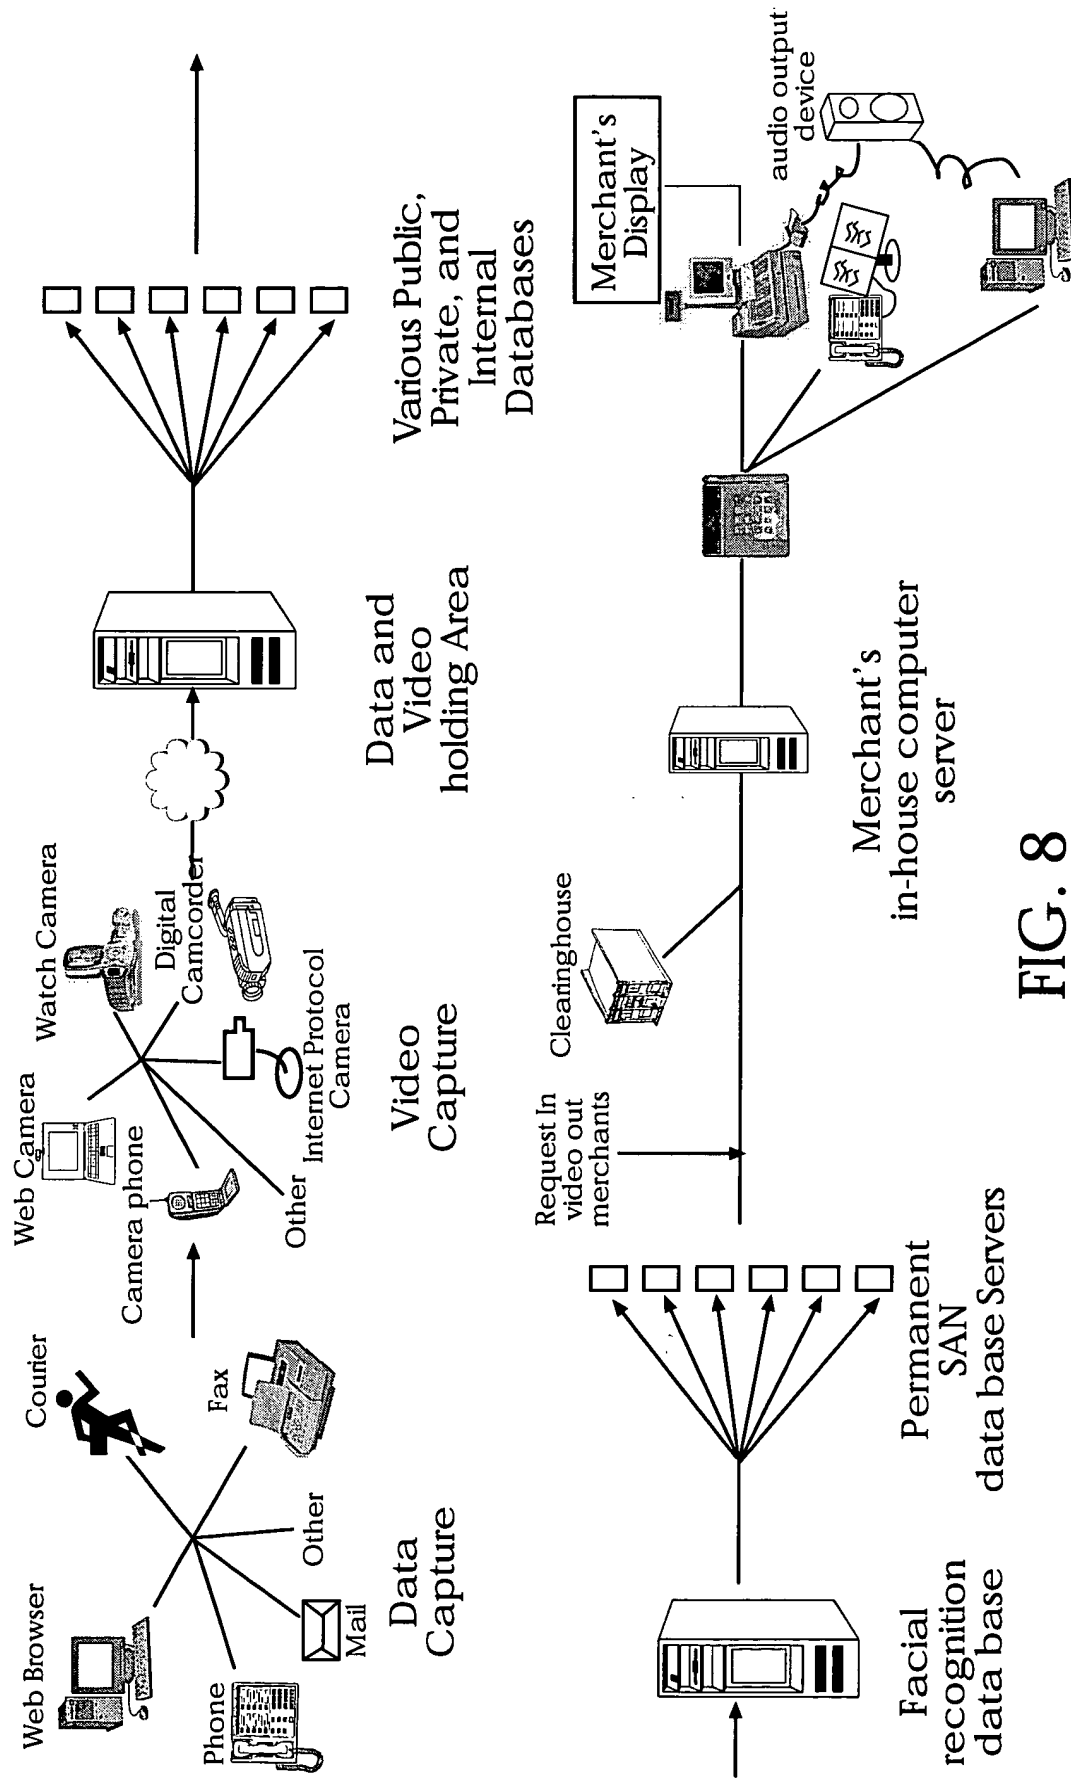 Web Browser
Courier
Phone
Mail
Other
Fax
Data
Capture
Web Camera
Watch Camera
Camera phone
Digital
Camcorder
Other
Internet Protocol
Camera
Video
Capture
Data and
Video
holding Area
Various Public,
Private, and
Internal
Databases
Facial
recognition
data base
Permanent
SAN
data base Servers
Request In
video out
merchants
Clearinghouse
Merchant's
in-house computer
server
Merchant's
Display
audio output
device
FIG. 8